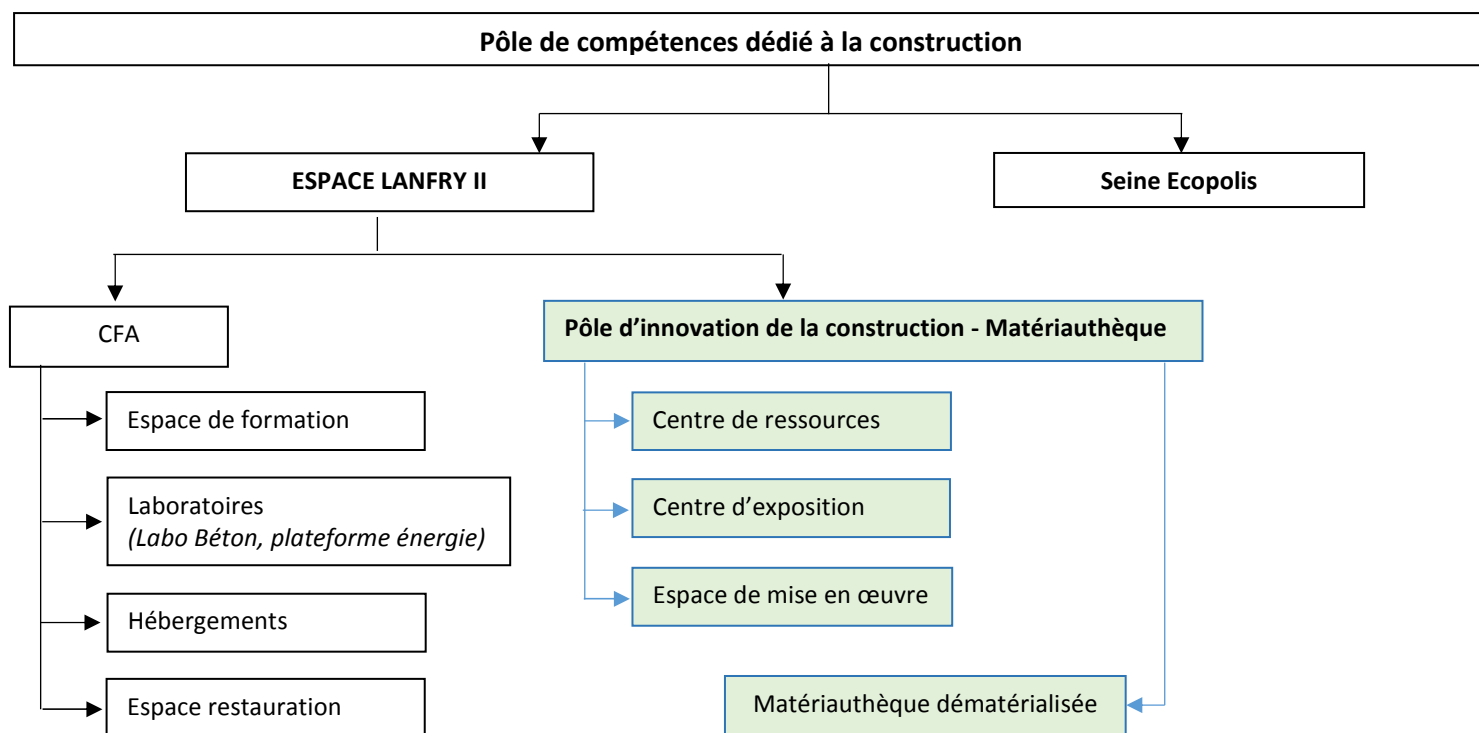 Pôle de compétences dédié à la construction
ESPACE LANFRY II
Seine Ecopolis
CFA
Pôle d’innovation de la construction - Matériauthèque
Espace de formation
Laboratoires
(Labo Béton, plateforme énergie)
Hébergements
Espace restauration
Centre de ressources
Centre d’exposition
Espace de mise en œuvre
Matériauthèque dématérialisée